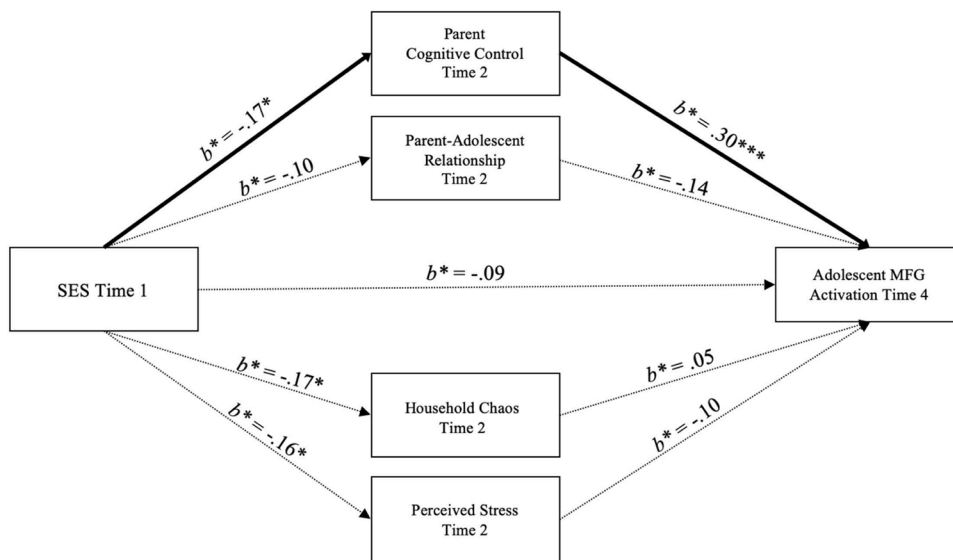 Parent
Cognitive Control
Time 2
b* = -.17*
b* = .30***
Parent-Adolescent
Relationship
Time 2
b* = -.10
b* = -.14
SES Time 1
b* = -.09
Adolescent MFG
Activation Time 4
b* = -.17*
b* = .05
Household Chaos
Time 2
b* = -.16*
b* = -.10
Perceived Stress
Time 2